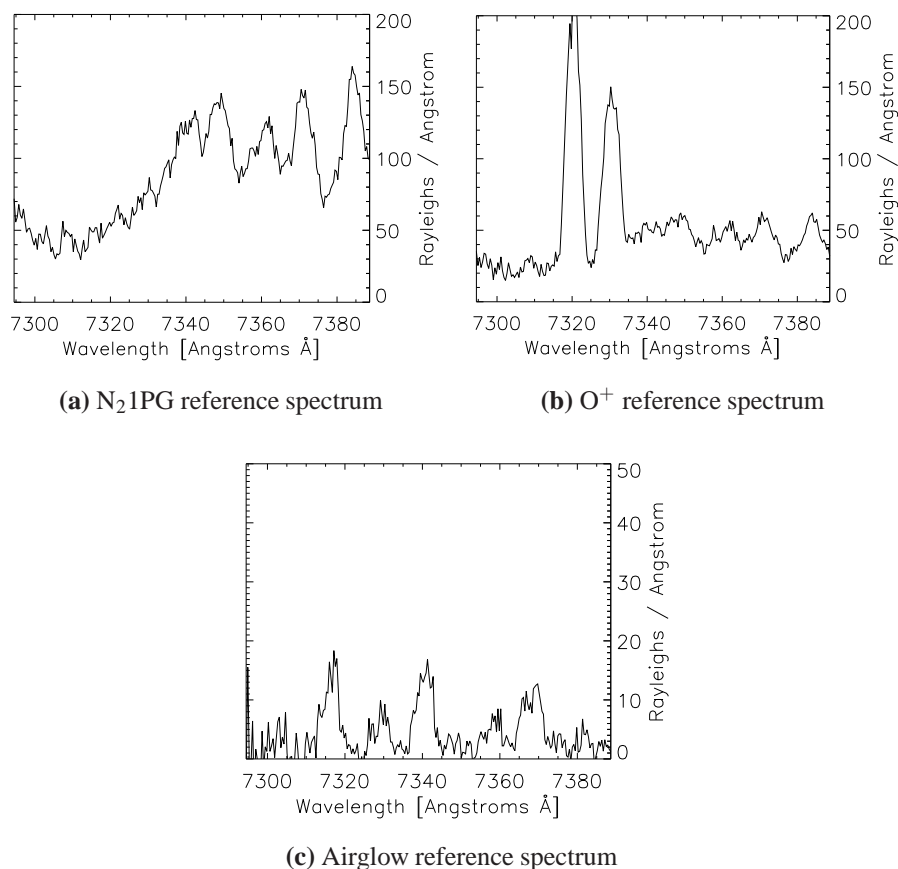 200
150
100
50
0
Rayleighs / Angstrom
7300 7320 7340 7360 7380
Wavelength [Angstroms Å]
(a) N₂1PG reference spectrum
200
150
100
50
0
Rayleighs / Angstrom
7300 7320 7340 7360 7380
Wavelength [Angstroms Å]
(b) O⁺ reference spectrum
50
40
30
20
10
0
Rayleighs / Angstrom
7300 7320 7340 7360 7380
Wavelength [Angstroms Å]
(c) Airglow reference spectrum